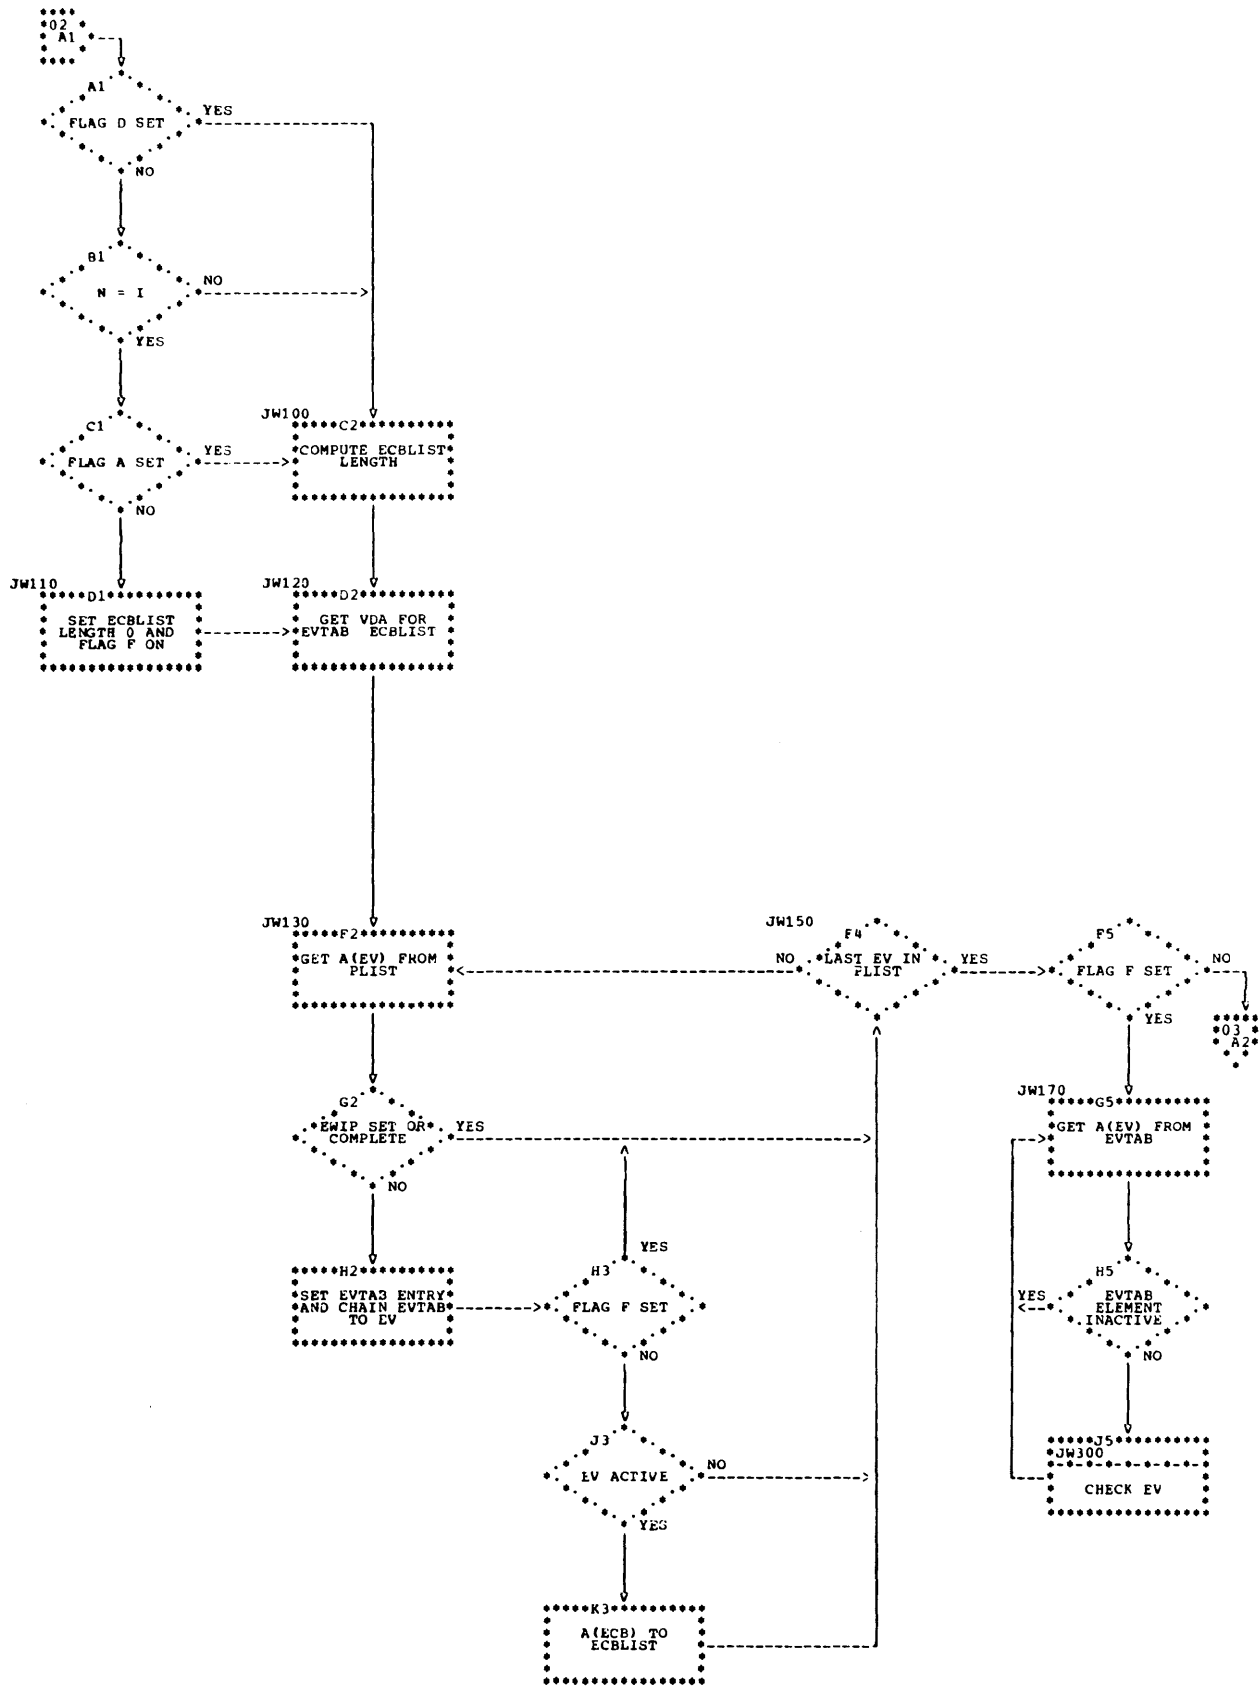 02
A1
A1
FLAG D SET
YES
NO
B1
N = I
NO
YES
C1
FLAG A SET
YES
NO
JW100
C2
COMPUTE ECBLIST
LENGTH
JW110
D1
SET ECBLIST
LENGTH 0 AND
FLAG F ON
JW120
D2
GET VDA FOR
EVTAB ECBLIST
JW130
F2
GET A(EV) FROM
PLIST
JW150
F4
LAST EV IN
PLIST
NO
YES
F5
FLAG F SET
NO
YES
03
A2
G2
EWIP SET OR
COMPLETE
YES
NO
JW170
G5
GET A(EV) FROM
EVTAB
H2
SET EVTAB ENTRY
AND CHAIN EVTAB
TO EV
H3
FLAG F SET
YES
NO
H5
EVTAB
ELEMENT
INACTIVE
YES
NO
J3
EV ACTIVE
NO
YES
J5
JW300
CHECK EV
K3
A(ECB) TO
ECBLIST